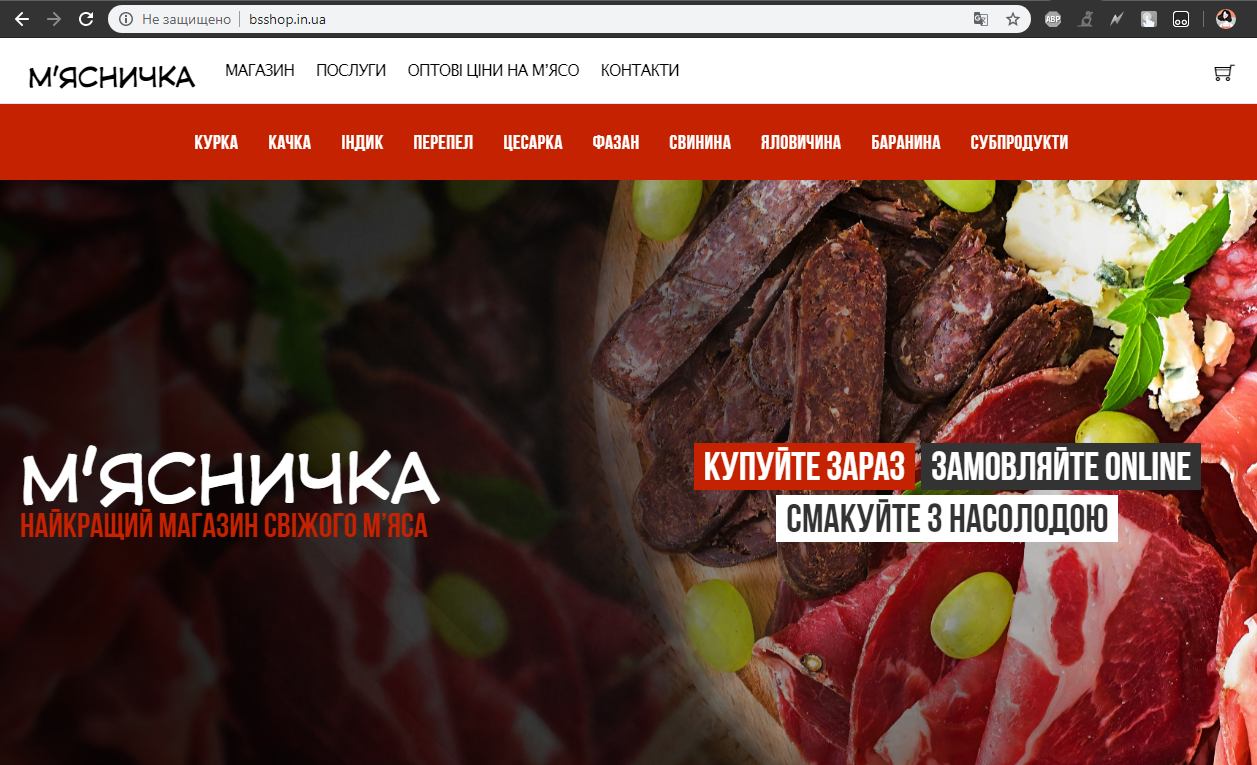 Не защищено | bsshop.in.ua
ABP
М'ЯСНИЧКА МАГАЗИН ПОСЛУГИ ОПТОВІ ЦІНИ НА М'ЯСО КОНТАКТИ
КУРКА КАЧКА ІНДИК ПЕРЕПЕЛ ЦЕСАРКА ФАЗАН СВИНИНА ЯЛОВИЧИНА БАРАНИНА СУБПРОДУКТИ
М'ЯСНИЧКА
НАЙКРАЩИЙ МАГАЗИН СВІЖОГО М'ЯСА
КУПУЙТЕ ЗАРАЗ ЗАМОВЛЯЙТЕ ONLINE
СМАКУЙТЕ З НАСОЛОДОЮ